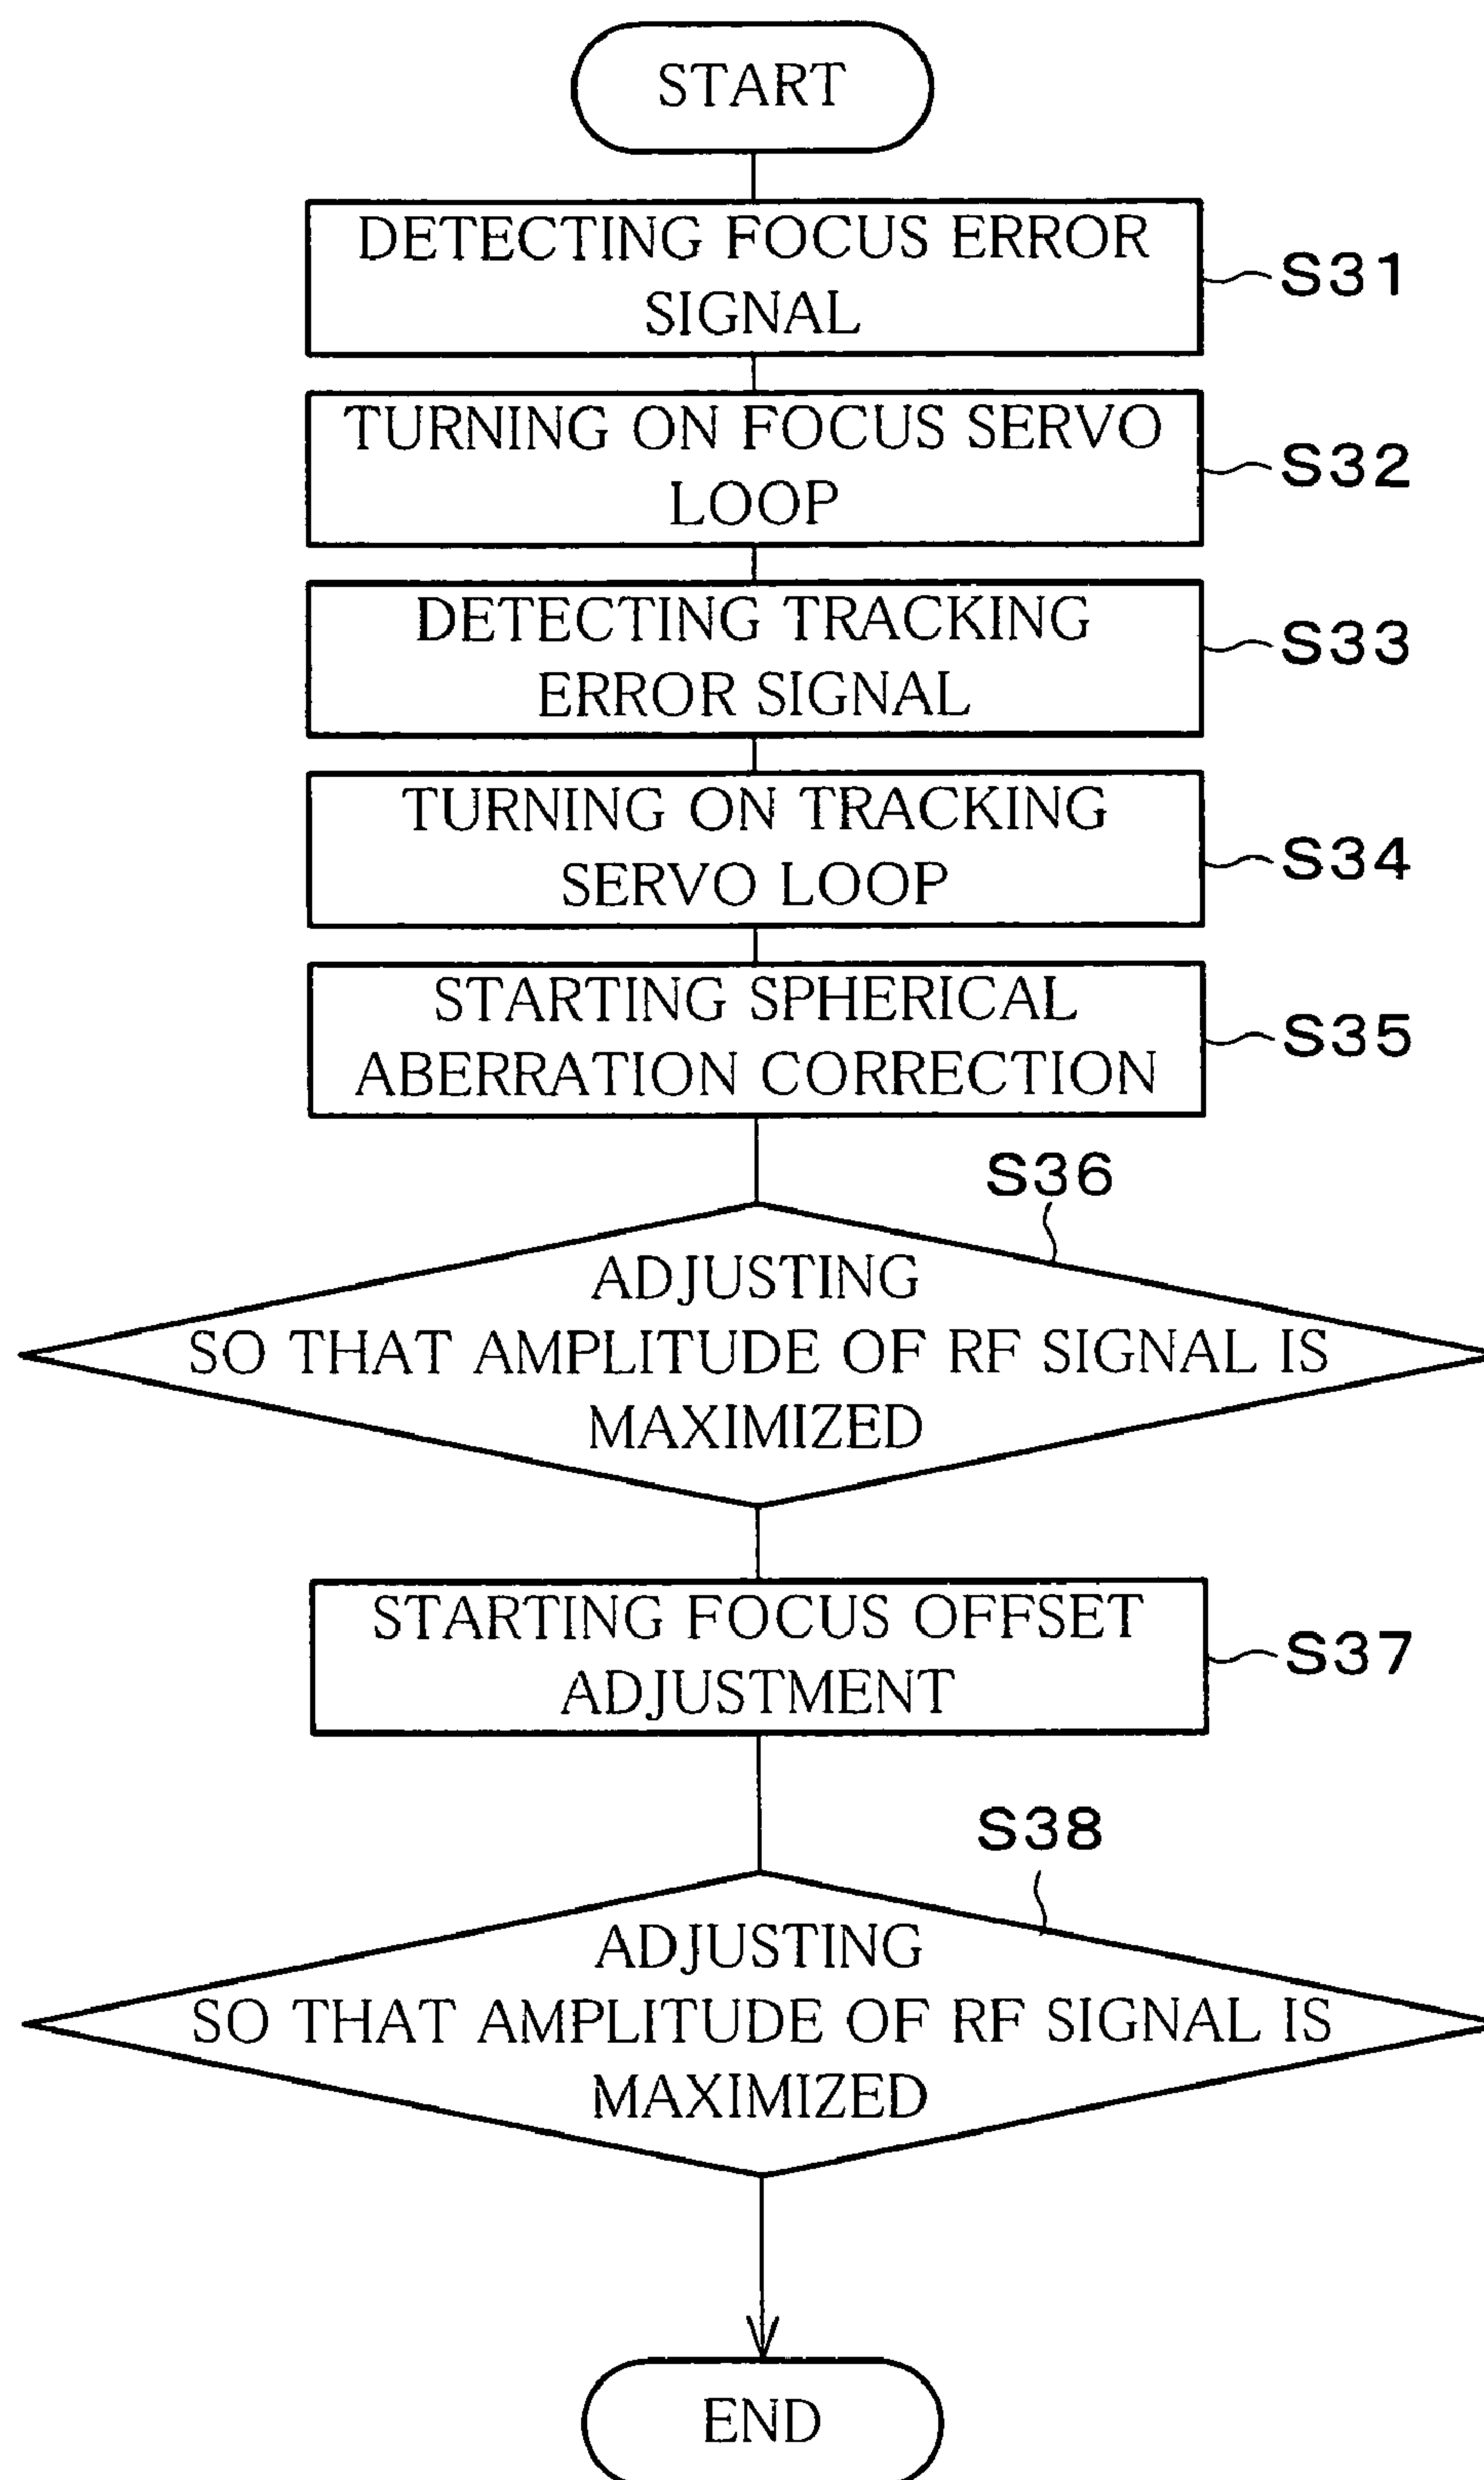 START
DETECTING FOCUS ERROR
SIGNAL
S31
TURNING ON FOCUS SERVO
LOOP
S32
DETECTING TRACKING
ERROR SIGNAL
S33
TURNING ON TRACKING
SERVO LOOP
S34
STARTING SPHERICAL
ABERRATION CORRECTION
S35
S36
ADJUSTING
SO THAT AMPLITUDE OF RF SIGNAL IS
MAXIMIZED
STARTING FOCUS OFFSET
ADJUSTMENT
S37
S38
ADJUSTING
SO THAT AMPLITUDE OF RF SIGNAL IS
MAXIMIZED
END